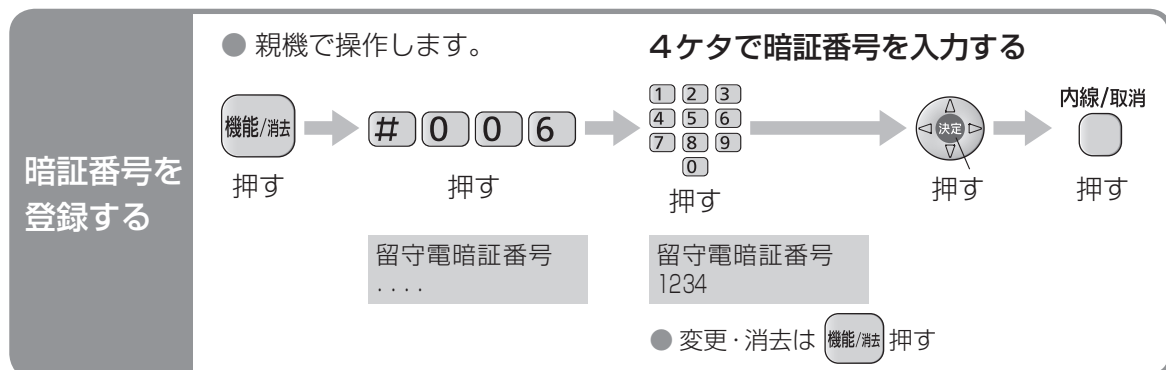 暗証番号を
登録する
● 親機で操作します。
4ケタで暗証番号を入力する
機能/消去
押す
# 0 0 6
押す
1 2 3
4 5 6
7 8 9
0
押す
決定
押す
内線/取消
押す
留守電暗証番号
. . . .
留守電暗証番号
1234
● 変更・消去は 機能/消去 押す